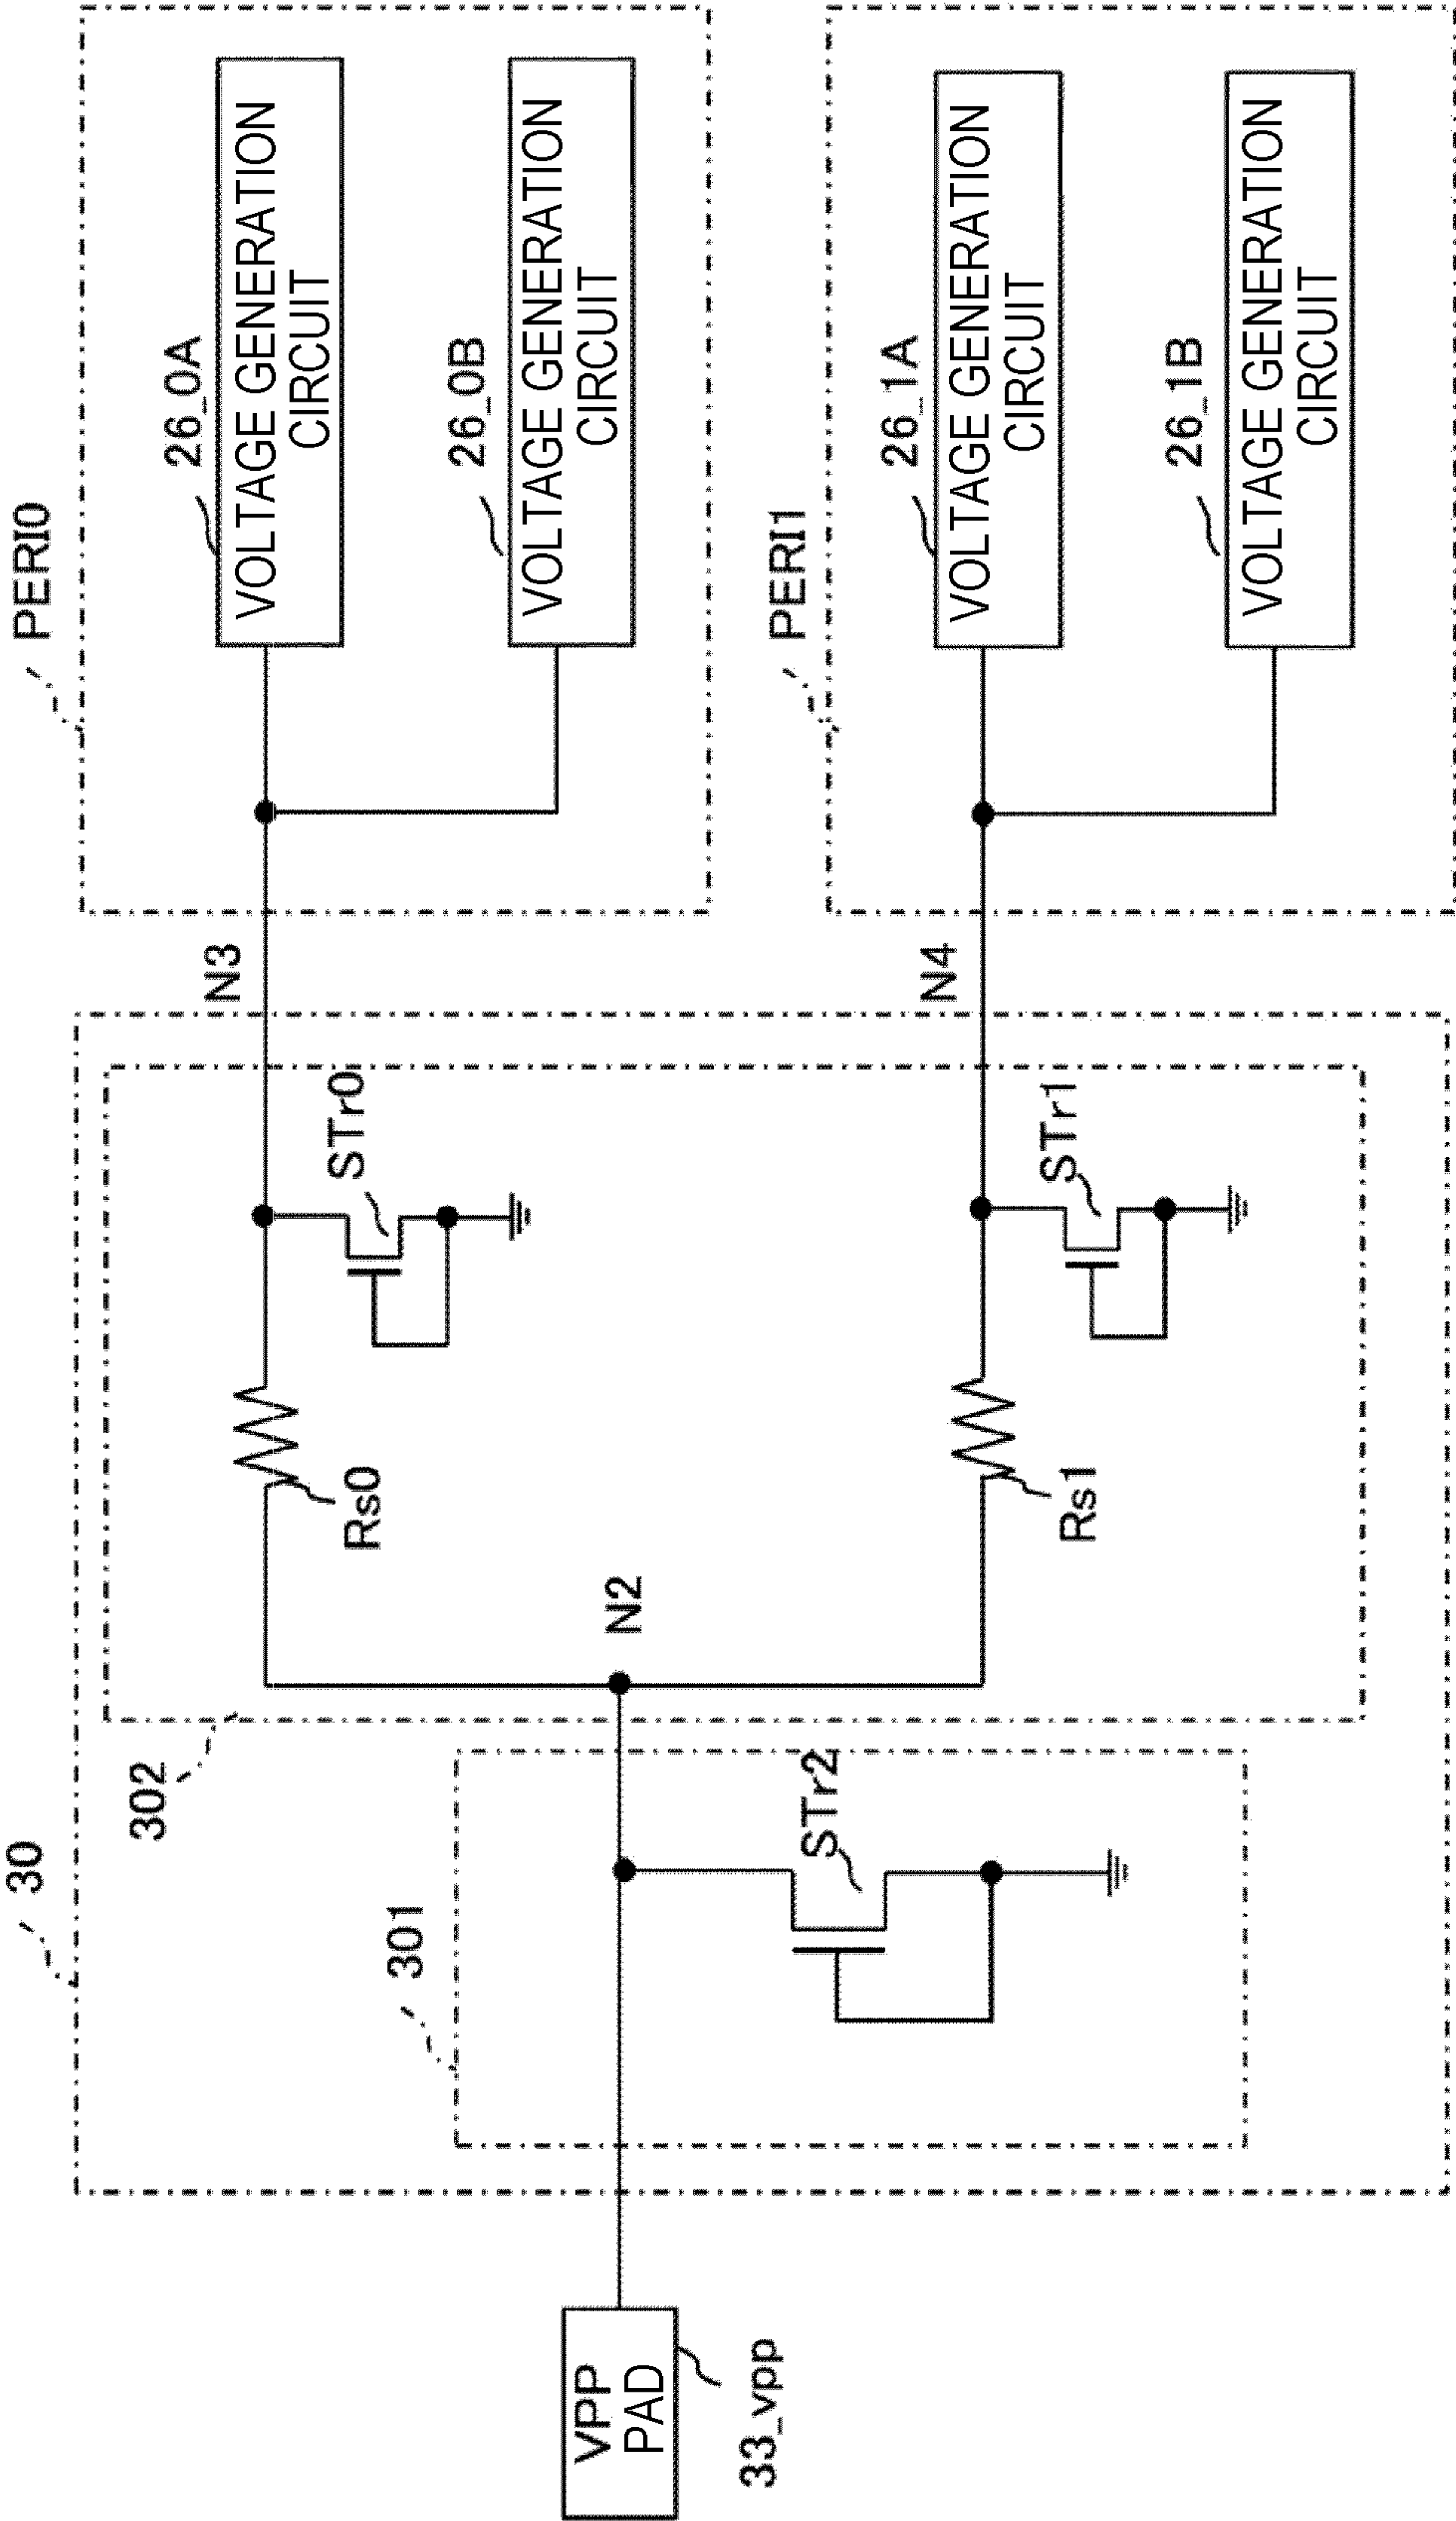 30
301
302
VPP
PAD
33_vpp
STr2
N2
Rs0
STr0
Rs1
STr1
N3
N4
PERI0
26_0A
VOLTAGE GENERATION
CIRCUIT
26_0B
VOLTAGE GENERATION
CIRCUIT
PERI1
26_1A
VOLTAGE GENERATION
CIRCUIT
26_1B
VOLTAGE GENERATION
CIRCUIT